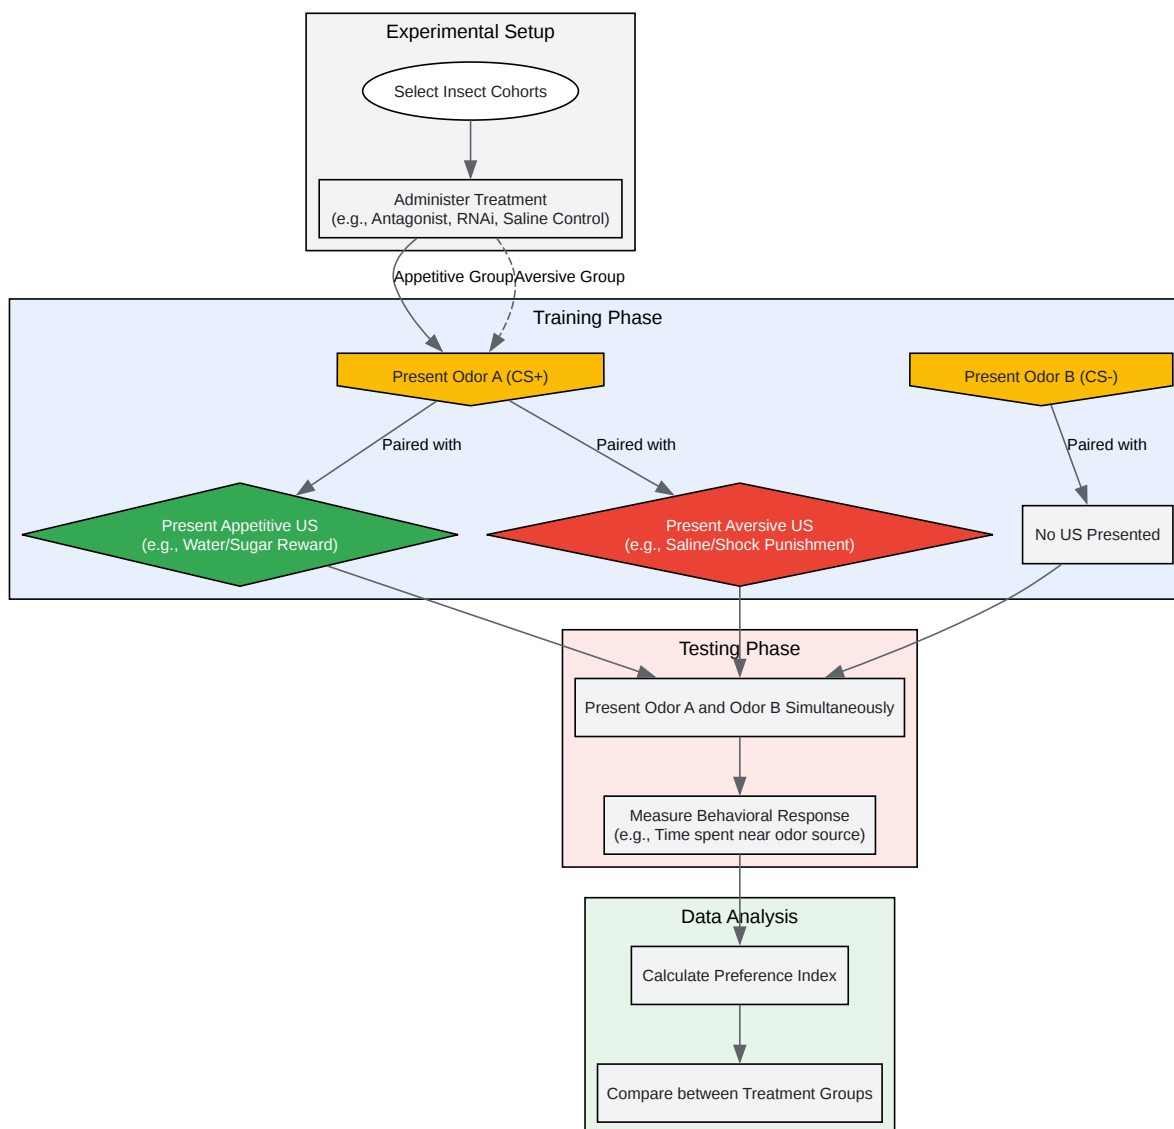 Experimental Setup
Select Insect Cohorts
Administer Treatment
(e.g., Antagonist, RNAi, Saline Control)
Appetitive Group
Aversive Group
Training Phase
Present Odor A (CS+)
Present Odor B (CS-)
Paired with
Paired with
Paired with
Present Appetitive US
(e.g., Water/Sugar Reward)
Present Aversive US
(e.g., Saline/Shock Punishment)
No US Presented
Testing Phase
Present Odor A and Odor B Simultaneously
Measure Behavioral Response
(e.g., Time spent near odor source)
Data Analysis
Calculate Preference Index
Compare between Treatment Groups